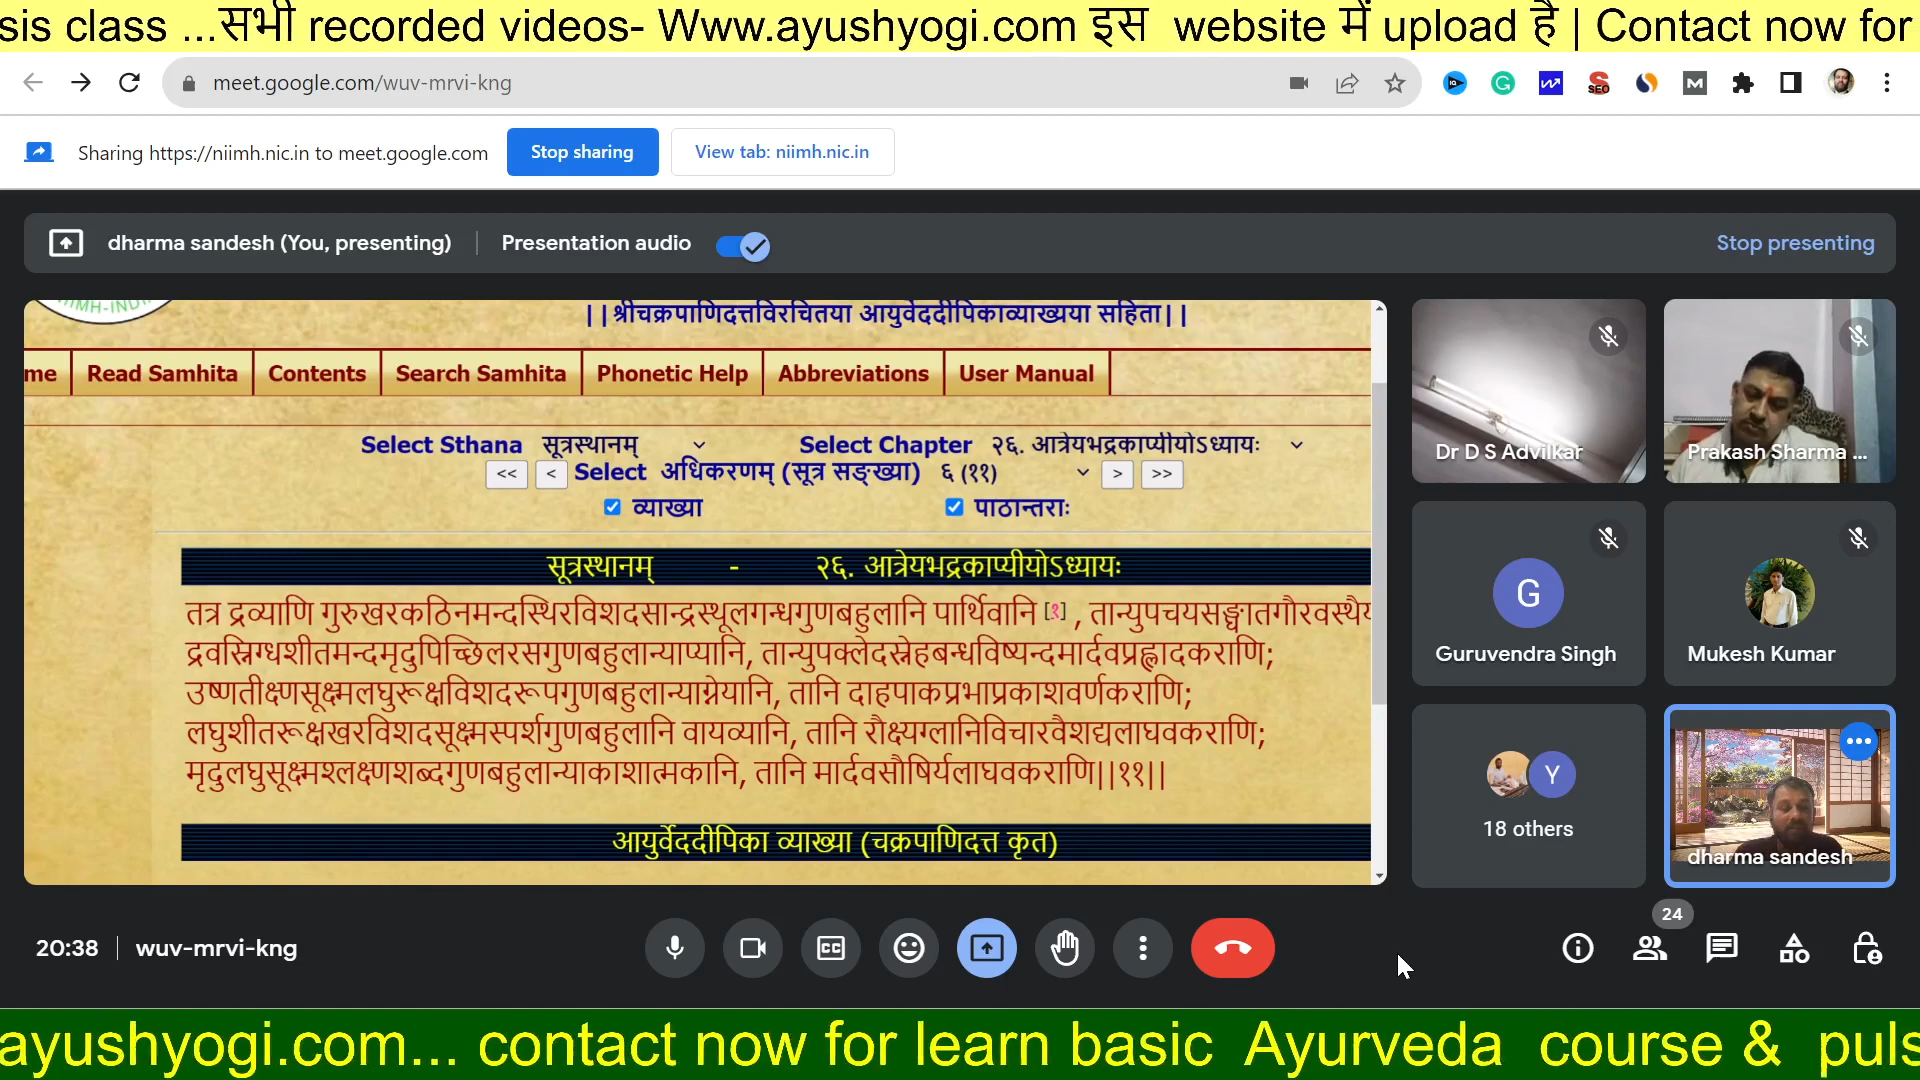 sis class ...सभी recorded videos- Www.ayushyogi.com इस website में upload है | Contact now for
meet.google.com/wuv-mrvi-kng
Sharing https://niimh.nic.in to meet.google.com
Stop sharing
View tab: niimh.nic.in
dharma sandesh (You, presenting)
Presentation audio
Stop presenting
||श्रीचक्रपाणिदत्तविरचितया आयुर्वेददीपिकाव्याख्यया सहिता||
me Read Samhita Contents Search Samhita Phonetic Help Abbreviations User Manual
Select Sthana सूत्रस्थानम् Select Chapter २६. आत्रेयभद्रकाप्यीयोऽध्यायः
<< < Select अधिकरणम् (सूत्र सङ्ख्या) ६ (११) > >>
व्याख्या पाठान्तराः
सूत्रस्थानम् - २६. आत्रेयभद्रकाप्यीयोऽध्यायः
तत्र द्रव्याणि गुरुखरकठिनमन्दस्थिरविशदसान्द्रस्थूलगन्धगुणबहुलानि पार्थिवानि [१] , तान्युपचयसङ्घातगौरवस्थैर्य
द्रवस्निग्धशीतमन्दमृदुपिच्छिलरसगुणबहुलान्याप्यानि, तान्युपक्लेदस्नेहबन्धविष्यन्दमार्दवप्रह्लादकराणि;
उष्णतीक्ष्णसूक्ष्मलघुरूक्षविशदरूपगुणबहुलान्याग्नेयानि, तानि दाहपाकप्रभाप्रकाशवर्णकराणि;
लघुशीतरूक्षखरविशदसूक्ष्मस्पर्शगुणबहुलानि वायव्यानि, तानि रौक्ष्यग्लानिविचारवैशद्यलाघवकराणि;
मृदुलघुसूक्ष्मश्लक्ष्णशब्दगुणबहुलान्याकाशात्मकानि, तानि मार्दवसौषिर्यलाघवकराणि||११||
आयुर्वेददीपिका व्याख्या (चक्रपाणिदत्त कृत)
Dr D S Advilkar
Prakash Sharma ...
G
Guruvendra Singh
Mukesh Kumar
Y
18 others
dharma sandesh
24
20:38 | wuv-mrvi-kng
ayushyogi.com... contact now for learn basic Ayurveda course & puls